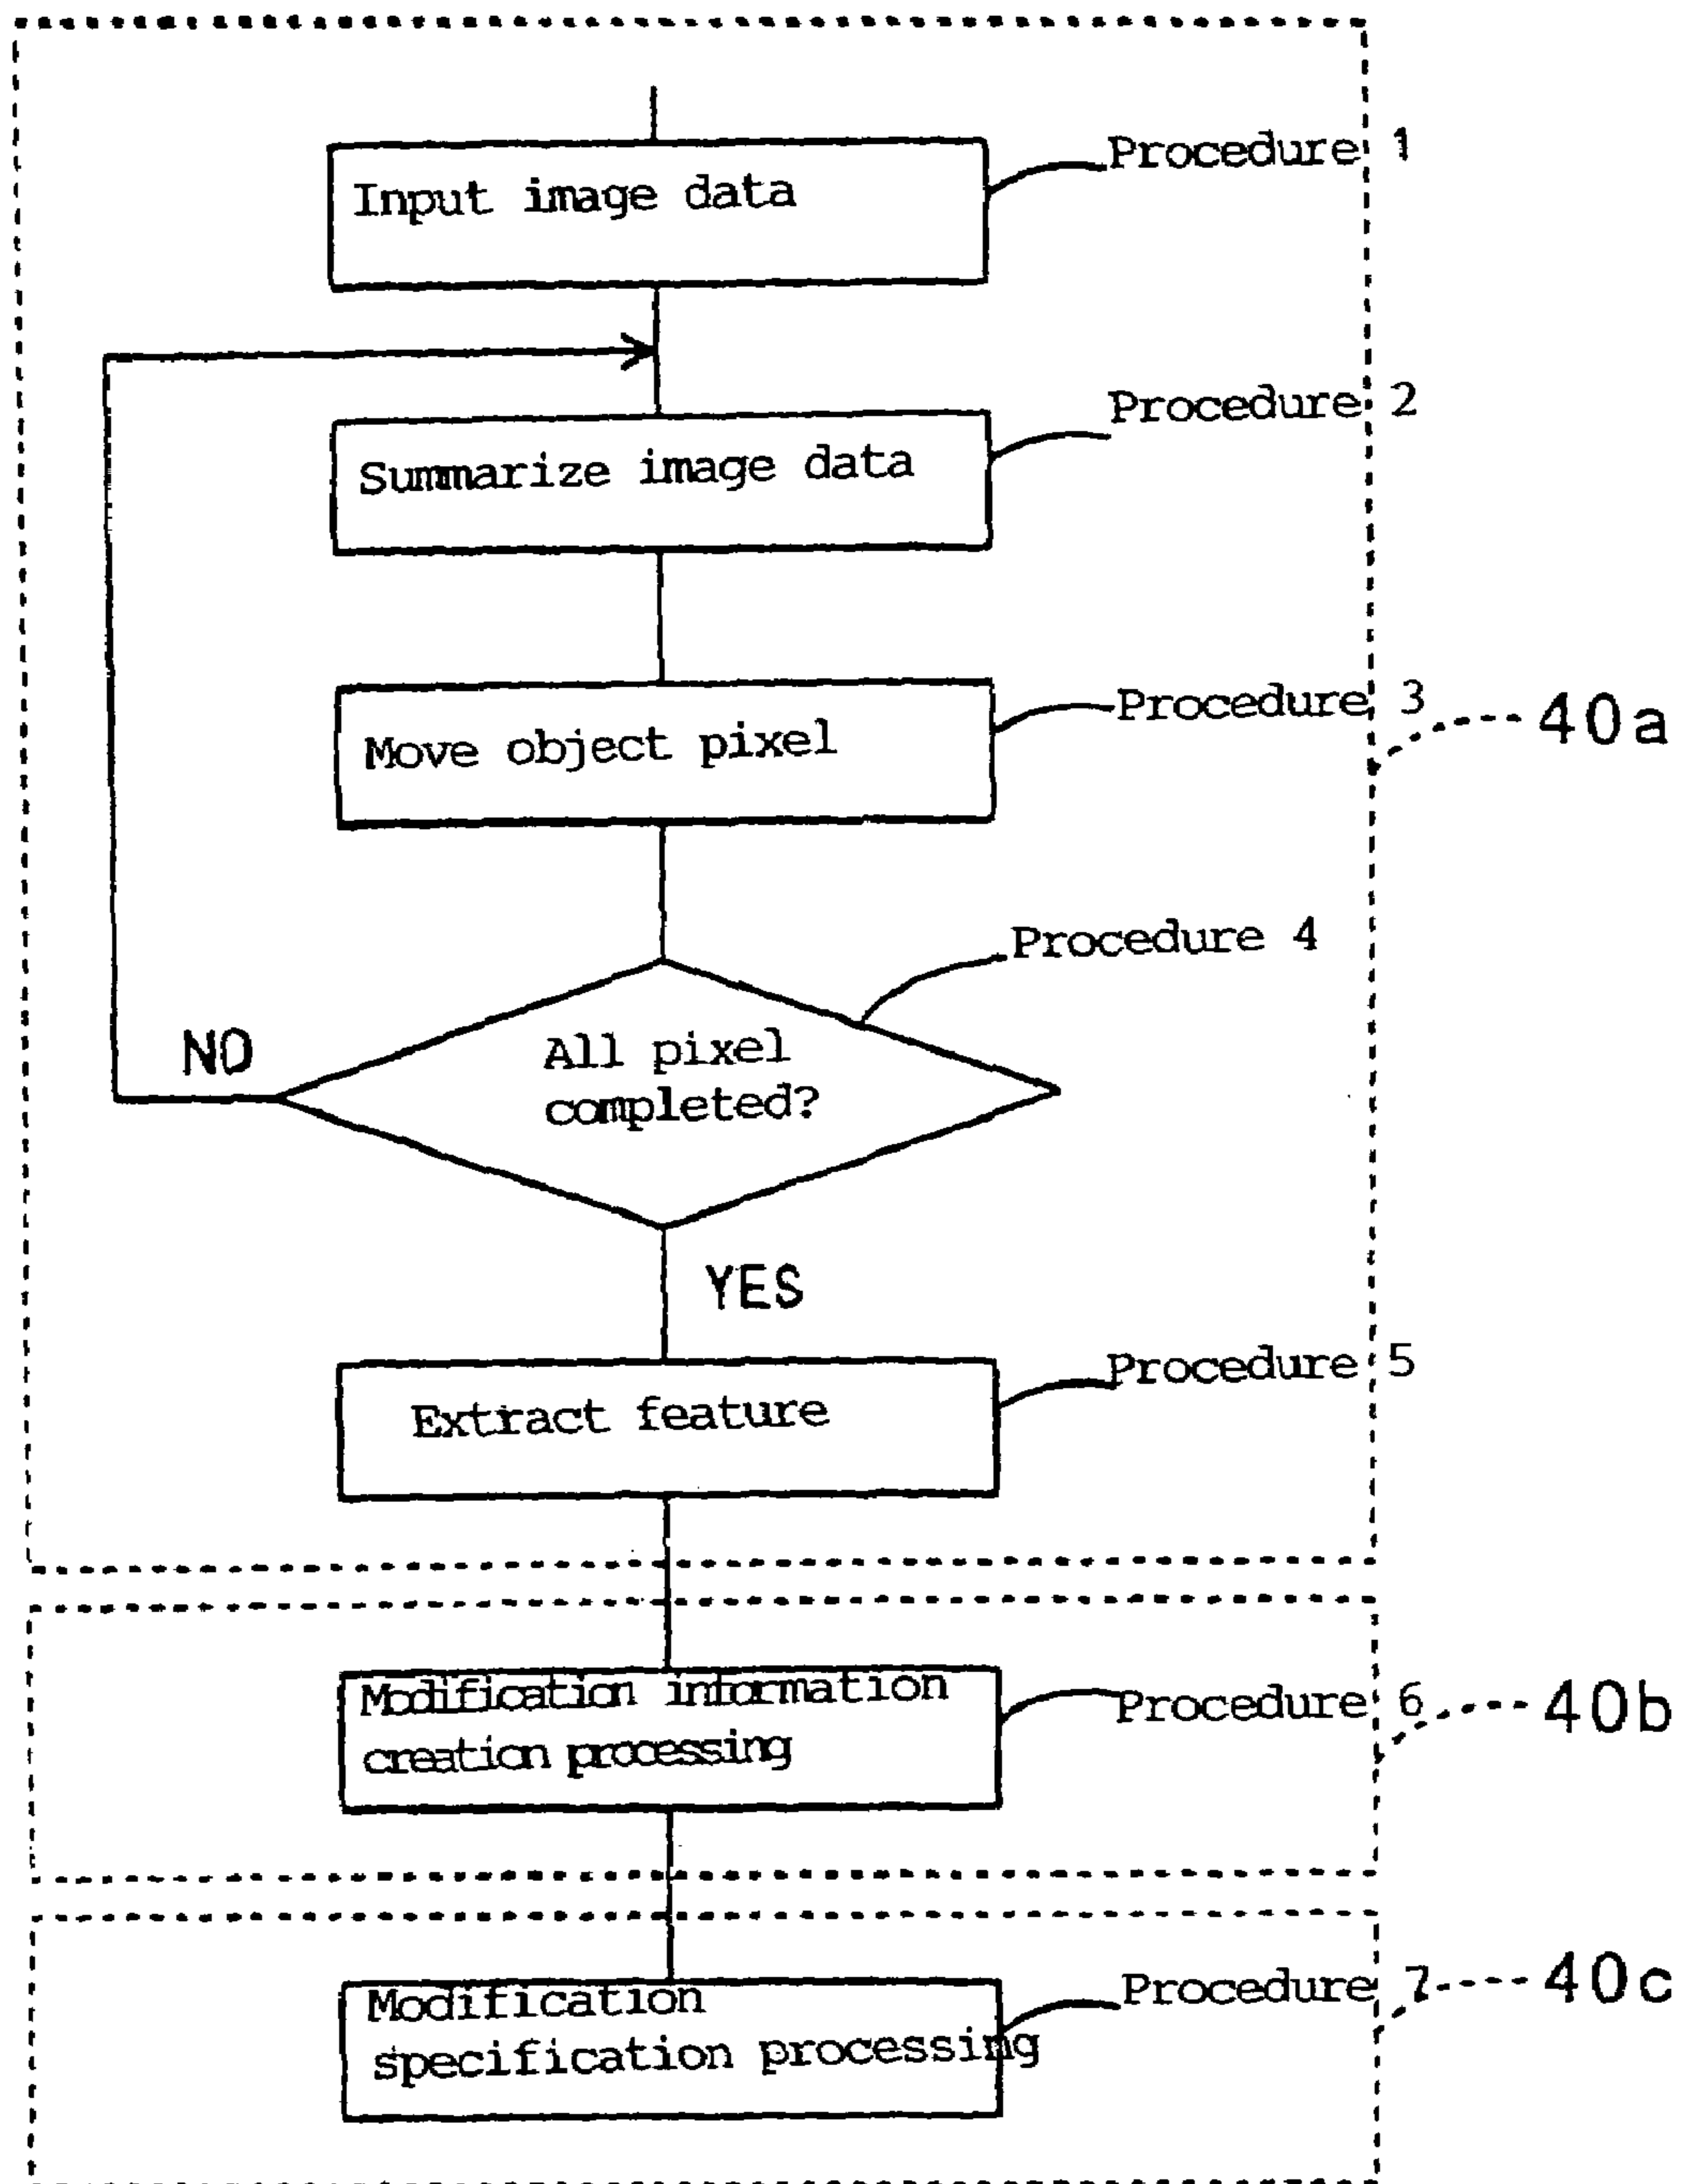 Procedure 1
Input image data
Procedure 2
Summarize image data
Procedure 3
Move object pixel
40a
Procedure 4
NO
All pixel
completed?
YES
Procedure 5
Extract feature
Modification information
creation processing
Procedure 6
40b
Modification
specification processing
Procedure 7
40c